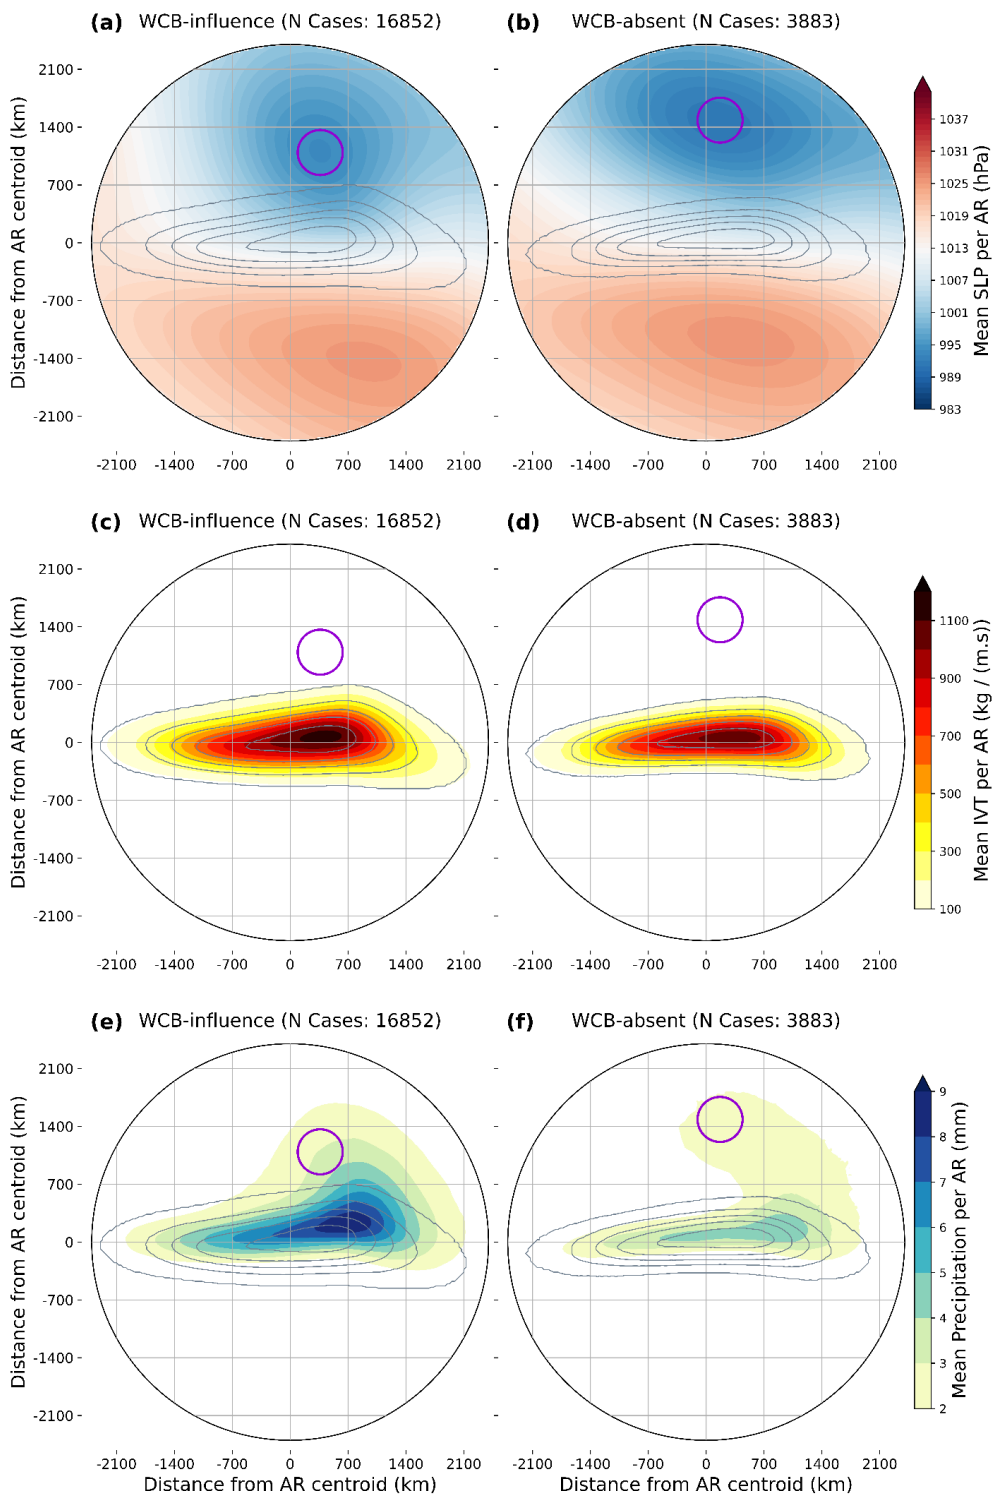 (a) WCB-influence (N Cases: 16852)
(b) WCB-absent (N Cases: 3883)
Distance from AR centroid (km)
2100
1400
700
0
-700
-1400
-2100
-2100 -1400 -700 0 700 1400 2100
-2100 -1400 -700 0 700 1400 2100
1037
1031
1025
1019
1013
1007
1001
995
989
983
Mean SLP per AR (hPa)
(c) WCB-influence (N Cases: 16852)
(d) WCB-absent (N Cases: 3883)
Distance from AR centroid (km)
2100
1400
700
0
-700
-1400
-2100
-2100 -1400 -700 0 700 1400 2100
-2100 -1400 -700 0 700 1400 2100
1100
900
700
500
300
100
Mean IVT per AR (kg / (m.s))
(e) WCB-influence (N Cases: 16852)
(f) WCB-absent (N Cases: 3883)
Distance from AR centroid (km)
2100
1400
700
0
-700
-1400
-2100
-2100 -1400 -700 0 700 1400 2100
Distance from AR centroid (km)
-2100 -1400 -700 0 700 1400 2100
Distance from AR centroid (km)
9
8
7
6
5
4
3
2
Mean Precipitation per AR (mm)